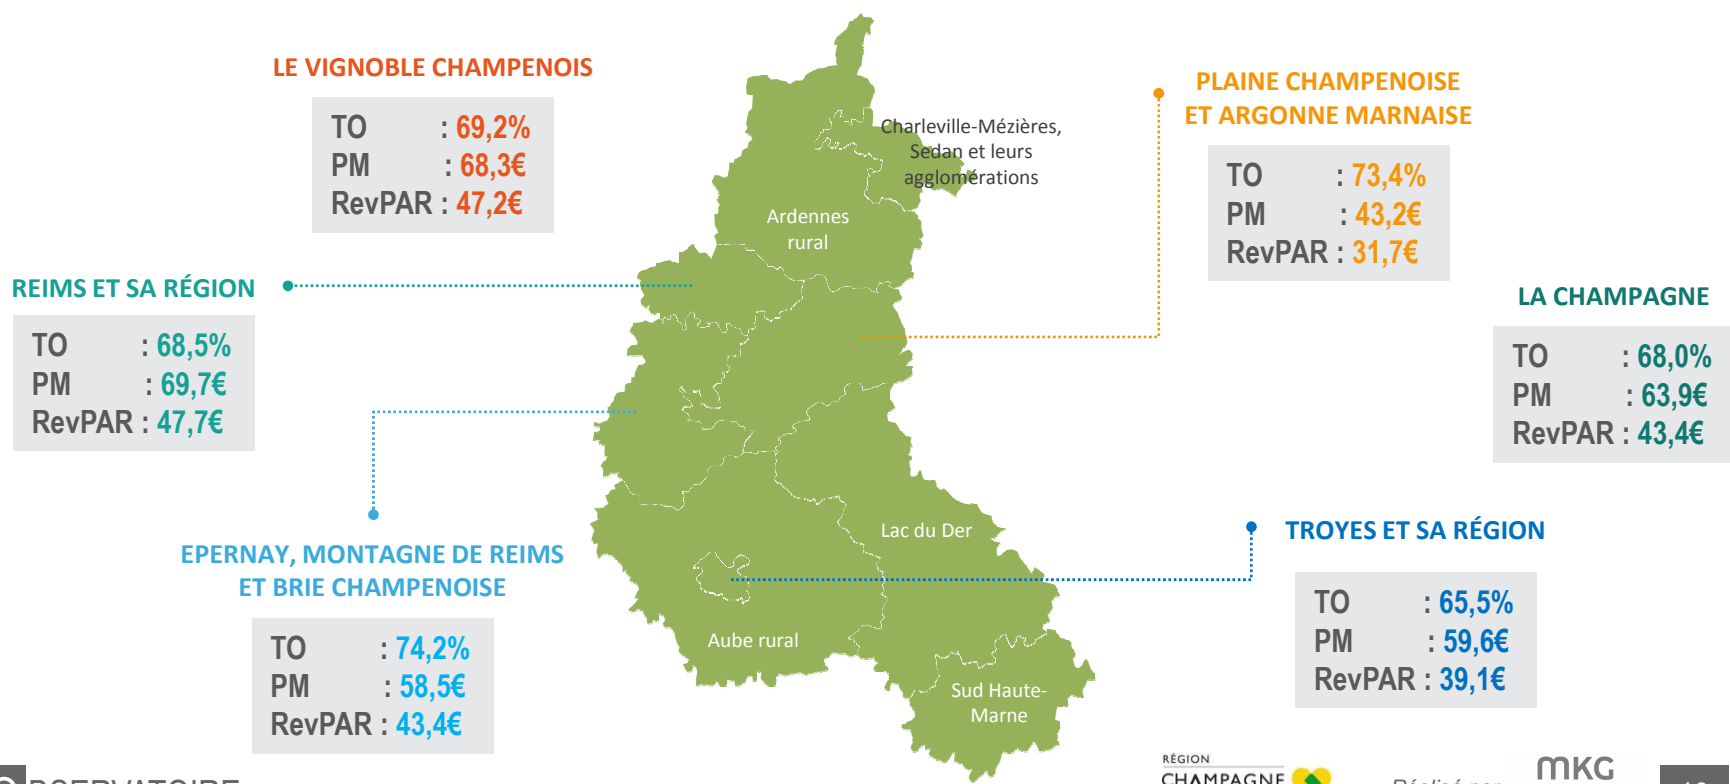 LE VIGNOBLE CHAMPENOIS
TO : 69,2%
PM : 68,3€
RevPAR : 47,2€
PLAINE CHAMPENOISE
ET ARGONNE MARNAISE
TO : 73,4%
PM : 43,2€
RevPAR : 31,7€
Charleville-Mézières,
Sedan et leurs
agglomérations
Ardennes
rural
REIMS ET SA RÉGION
TO : 68,5%
PM : 69,7€
RevPAR : 47,7€
LA CHAMPAGNE
TO : 68,0%
PM : 63,9€
RevPAR : 43,4€
Lac du Der
TROYES ET SA RÉGION
TO : 65,5%
PM : 59,6€
RevPAR : 39,1€
EPERNAY, MONTAGNE DE REIMS
ET BRIE CHAMPENOISE
TO : 74,2%
PM : 58,5€
RevPAR : 43,4€
Aube rural
Sud Haute-
Marne
RÉGION
CHAMPAGNE
MKG